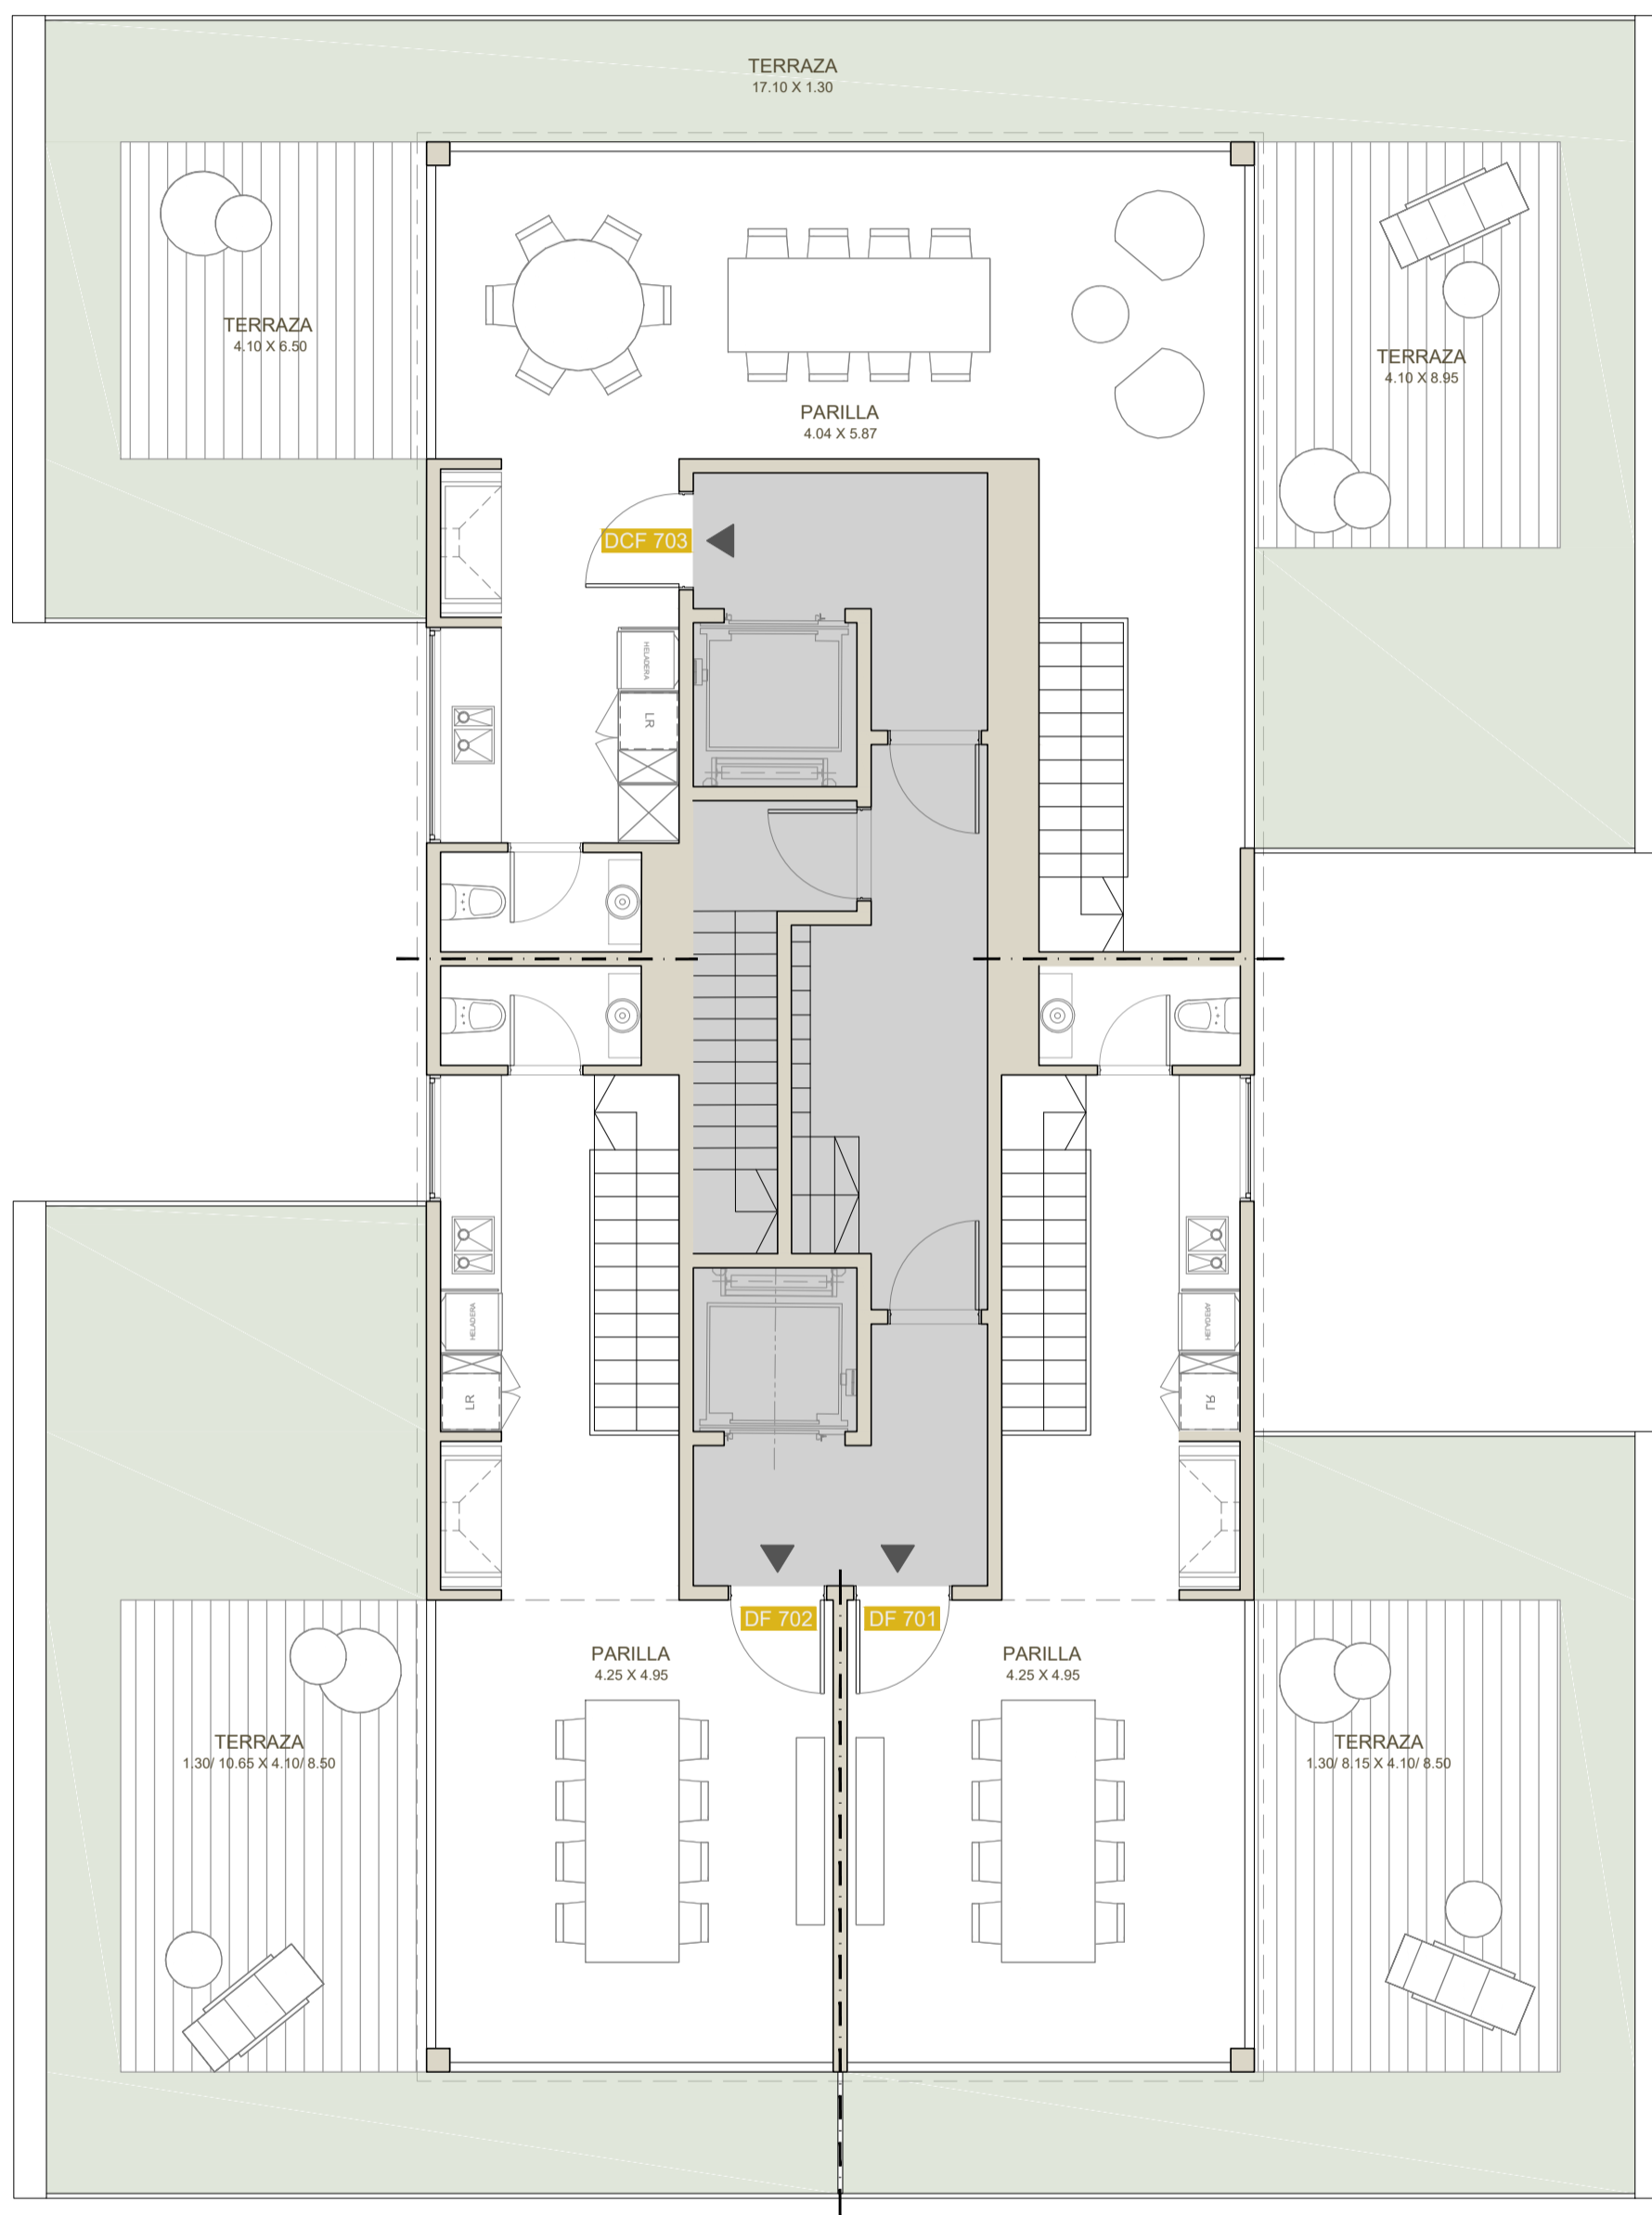 TERRAZA
17.10 X 1.30
TERRAZA
4.10 X 6.50
TERRAZA
4.10 X 8.95
PARILLA
4.04 X 5.87
DCF 703
HELADERA
LR
HELADERA
HELADERA
LR
LR
DF 702
DF 701
PARILLA
4.25 X 4.95
PARILLA
4.25 X 4.95
TERRAZA
1.30/ 10.65 X 4.10/ 8.50
TERRAZA
1.30/ 8.15 X 4.10/ 8.50